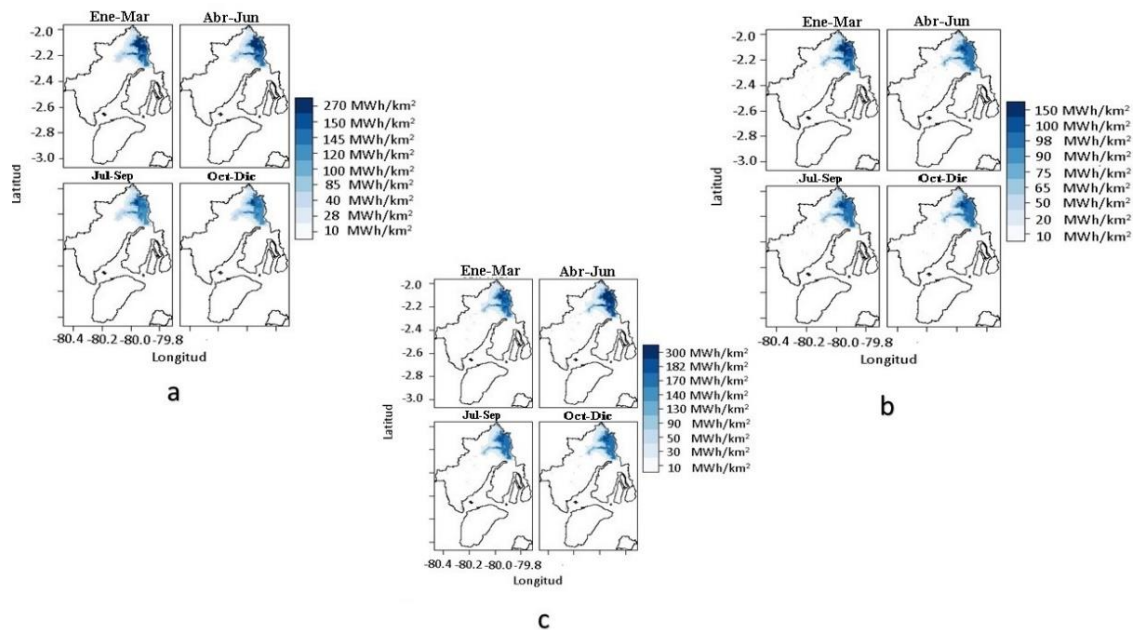 Ene-Mar
Abr-Jun
-2.0
-2.2
-2.6
-2.8
-3.0
Latitud
Jul-Sep
Oct-Dic
-80.4 -80.2 -80.0 -79.8
Longitud
270 MWh/km²
150 MWh/km²
145 MWh/km²
120 MWh/km²
100 MWh/km²
85 MWh/km²
40 MWh/km²
28 MWh/km²
10 MWh/km²
a
Ene-Mar
Abr-Jun
-2.0
-2.2
-2.6
-2.8
-3.0
Latitud
Jul-Sep
Oct-Dic
-80.4 -80.2 -80.0 -79.8
Longitud
150 MWh/km²
100 MWh/km²
98 MWh/km²
90 MWh/km²
75 MWh/km²
65 MWh/km²
50 MWh/km²
20 MWh/km²
10 MWh/km²
b
Ene-Mar
Abr-Jun
-2.0
-2.2
-2.6
-2.8
-3.0
Latitud
Jul-Sep
Oct-Dic
-80.4 -80.2 -80.0 -79.8
Longitud
300 MWh/km²
182 MWh/km²
170 MWh/km²
140 MWh/km²
130 MWh/km²
90 MWh/km²
50 MWh/km²
30 MWh/km²
10 MWh/km²
c